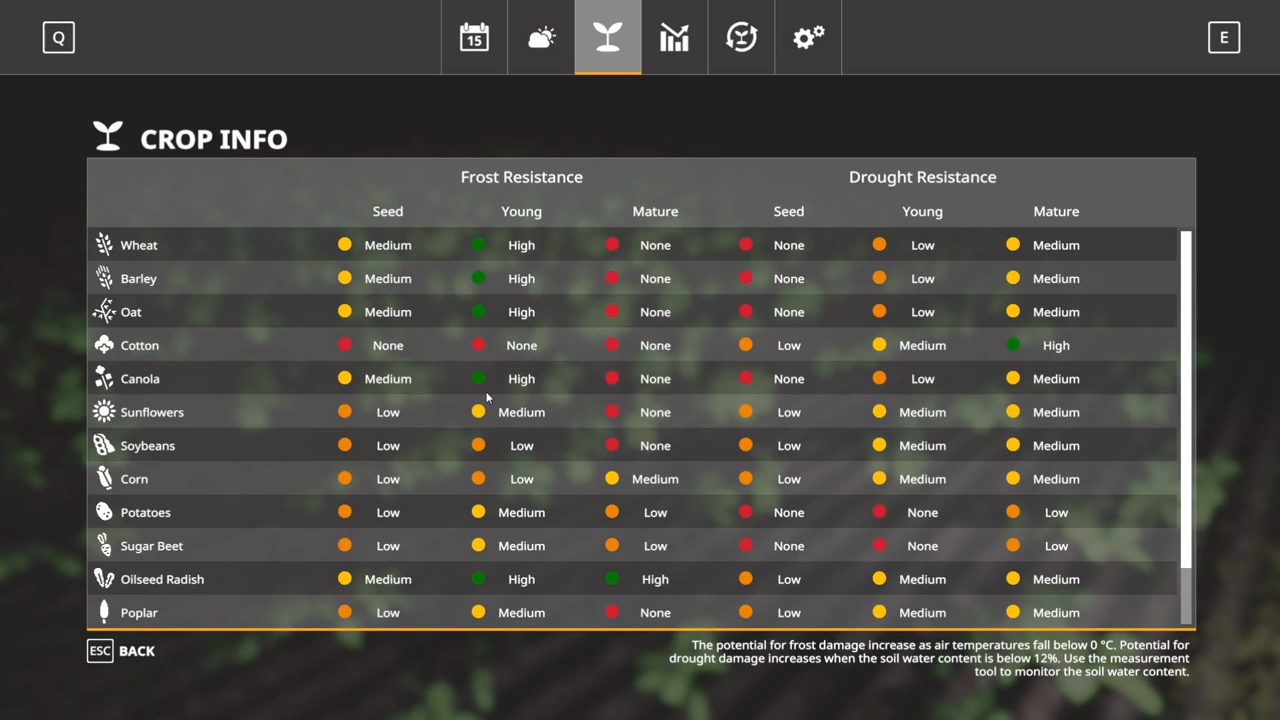 Q
15
E
CROP INFO
Frost Resistance Drought Resistance
Seed Young Mature Seed Young Mature
Wheat Medium High None None Low Medium
Barley Medium High None None Low Medium
Oat Medium High None None Low Medium
Cotton None None None Low Medium High
Canola Medium High None None Low Medium
Sunflowers Low Medium None Low Medium Medium
Soybeans Low Low None Low Medium Medium
Corn Low Low Medium Low Medium Medium
Potatoes Low Medium Low None None Low
Sugar Beet Low Medium Low None None Low
Oilseed Radish Medium High High Low Medium Medium
Poplar Low Medium None Low Medium Medium
ESC BACK
The potential for frost damage increase as air temperatures fall below 0 °C. Potential for
drought damage increases when the soil water content is below 12%. Use the measurement
tool to monitor the soil water content.